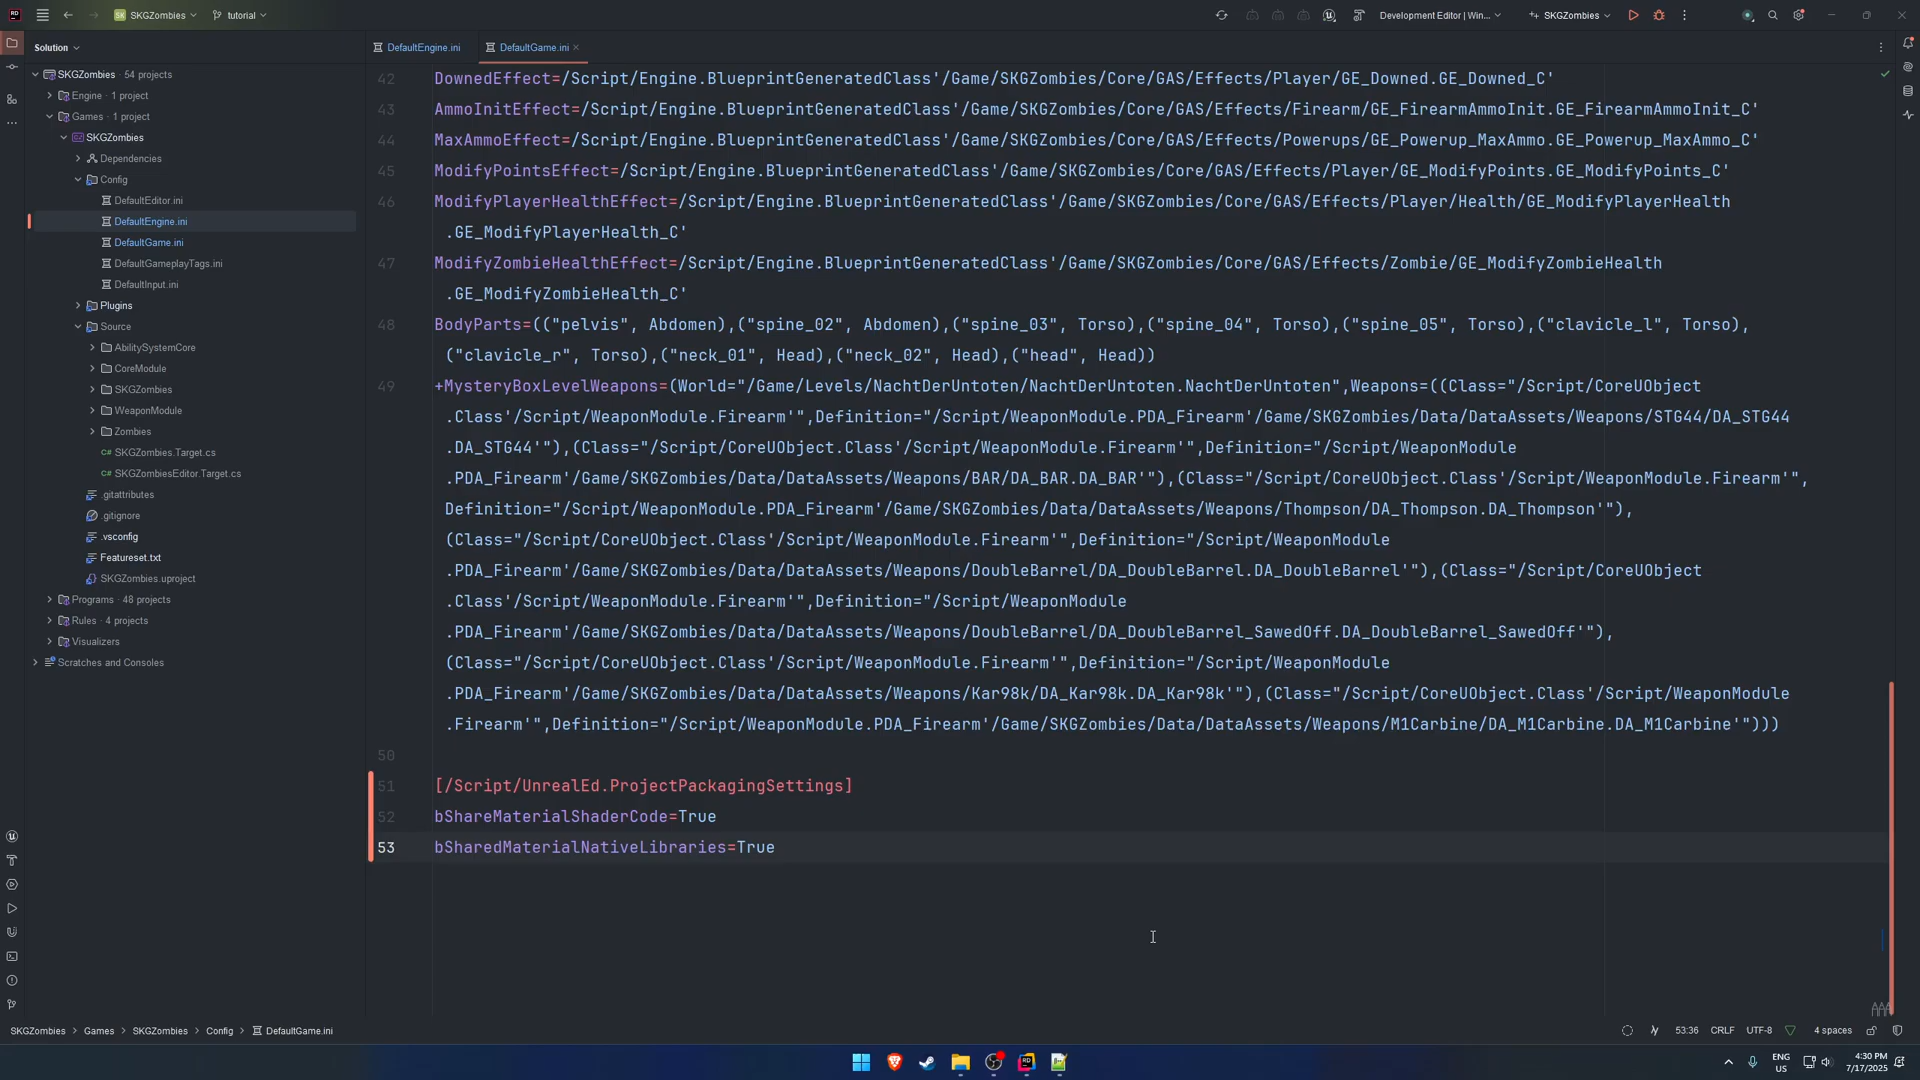 SKGZombies
tutorial
Development Editor | Win...
SKGZombies
Solution
DefaultEngine.ini
DefaultGame.ini
SKGZombies · 54 projects
Engine · 1 project
Games · 1 project
SKGZombies
Dependencies
Config
DefaultEditor.ini
DefaultEngine.ini
DefaultGame.ini
DefaultGameplayTags.ini
DefaultInput.ini
Plugins
Source
AbilitySystemCore
CoreModule
SKGZombies
WeaponModule
Zombies
C# SKGZombies.Target.cs
C# SKGZombiesEditor.Target.cs
.gitattributes
.gitignore
.vsconfig
Featureset.txt
SKGZombies.uproject
Programs · 48 projects
Rules · 4 projects
Visualizers
Scratches and Consoles
42 DownedEffect=/Script/Engine.BlueprintGeneratedClass'/Game/SKGZombies/Core/GAS/Effects/Player/GE_Downed.GE_Downed_C'
43 AmmoInitEffect=/Script/Engine.BlueprintGeneratedClass'/Game/SKGZombies/Core/GAS/Effects/Firearm/GE_FirearmAmmoInit.GE_FirearmAmmoInit_C'
44 MaxAmmoEffect=/Script/Engine.BlueprintGeneratedClass'/Game/SKGZombies/Core/GAS/Effects/Powerups/GE_Powerup_MaxAmmo.GE_Powerup_MaxAmmo_C'
45 ModifyPointsEffect=/Script/Engine.BlueprintGeneratedClass'/Game/SKGZombies/Core/GAS/Effects/Player/GE_ModifyPoints.GE_ModifyPoints_C'
46 ModifyPlayerHealthEffect=/Script/Engine.BlueprintGeneratedClass'/Game/SKGZombies/Core/GAS/Effects/Player/Health/GE_ModifyPlayerHealth
.GE_ModifyPlayerHealth_C'
47 ModifyZombieHealthEffect=/Script/Engine.BlueprintGeneratedClass'/Game/SKGZombies/Core/GAS/Effects/Zombie/GE_ModifyZombieHealth
.GE_ModifyZombieHealth_C'
48 BodyParts=(("pelvis", Abdomen),("spine_02", Abdomen),("spine_03", Torso),("spine_04", Torso),("spine_05", Torso),("clavicle_l", Torso),
("clavicle_r", Torso),("neck_01", Head),("neck_02", Head),("head", Head))
49 +MysteryBoxLevelWeapons=(World="/Game/Levels/NachtDerUntoten/NachtDerUntoten.NachtDerUntoten",Weapons=((Class="/Script/CoreUObject
.Class'/Script/WeaponModule.Firearm'",Definition="/Script/WeaponModule.PDA_Firearm'/Game/SKGZombies/Data/DataAssets/Weapons/STG44/DA_STG44
.DA_STG44'"),(Class="/Script/CoreUObject.Class'/Script/WeaponModule.Firearm'",Definition="/Script/WeaponModule
.PDA_Firearm'/Game/SKGZombies/Data/DataAssets/Weapons/BAR/DA_BAR.DA_BAR'"),(Class="/Script/CoreUObject.Class'/Script/WeaponModule.Firearm'",
Definition="/Script/WeaponModule.PDA_Firearm'/Game/SKGZombies/Data/DataAssets/Weapons/Thompson/DA_Thompson.DA_Thompson'"),
(Class="/Script/CoreUObject.Class'/Script/WeaponModule.Firearm'",Definition="/Script/WeaponModule
.PDA_Firearm'/Game/SKGZombies/Data/DataAssets/Weapons/DoubleBarrel/DA_DoubleBarrel.DA_DoubleBarrel'"),(Class="/Script/CoreUObject
.Class'/Script/WeaponModule.Firearm'",Definition="/Script/WeaponModule
.PDA_Firearm'/Game/SKGZombies/Data/DataAssets/Weapons/DoubleBarrel/DA_DoubleBarrel_SawedOff.DA_DoubleBarrel_SawedOff'"),
(Class="/Script/CoreUObject.Class'/Script/WeaponModule.Firearm'",Definition="/Script/WeaponModule
.PDA_Firearm'/Game/SKGZombies/Data/DataAssets/Weapons/Kar98k/DA_Kar98k.DA_Kar98k'"),(Class="/Script/CoreUObject.Class'/Script/WeaponModule
.Firearm'",Definition="/Script/WeaponModule.PDA_Firearm'/Game/SKGZombies/Data/DataAssets/Weapons/M1Carbine/DA_M1Carbine.DA_M1Carbine'")))
50
51 [/Script/UnrealEd.ProjectPackagingSettings]
52 bShareMaterialShaderCode=True
53 bSharedMaterialNativeLibraries=True
SKGZombies > Games > SKGZombies > Config > DefaultGame.ini
53:36 CRLF UTF-8 4 spaces
ENG
US
4:30 PM
7/17/2025